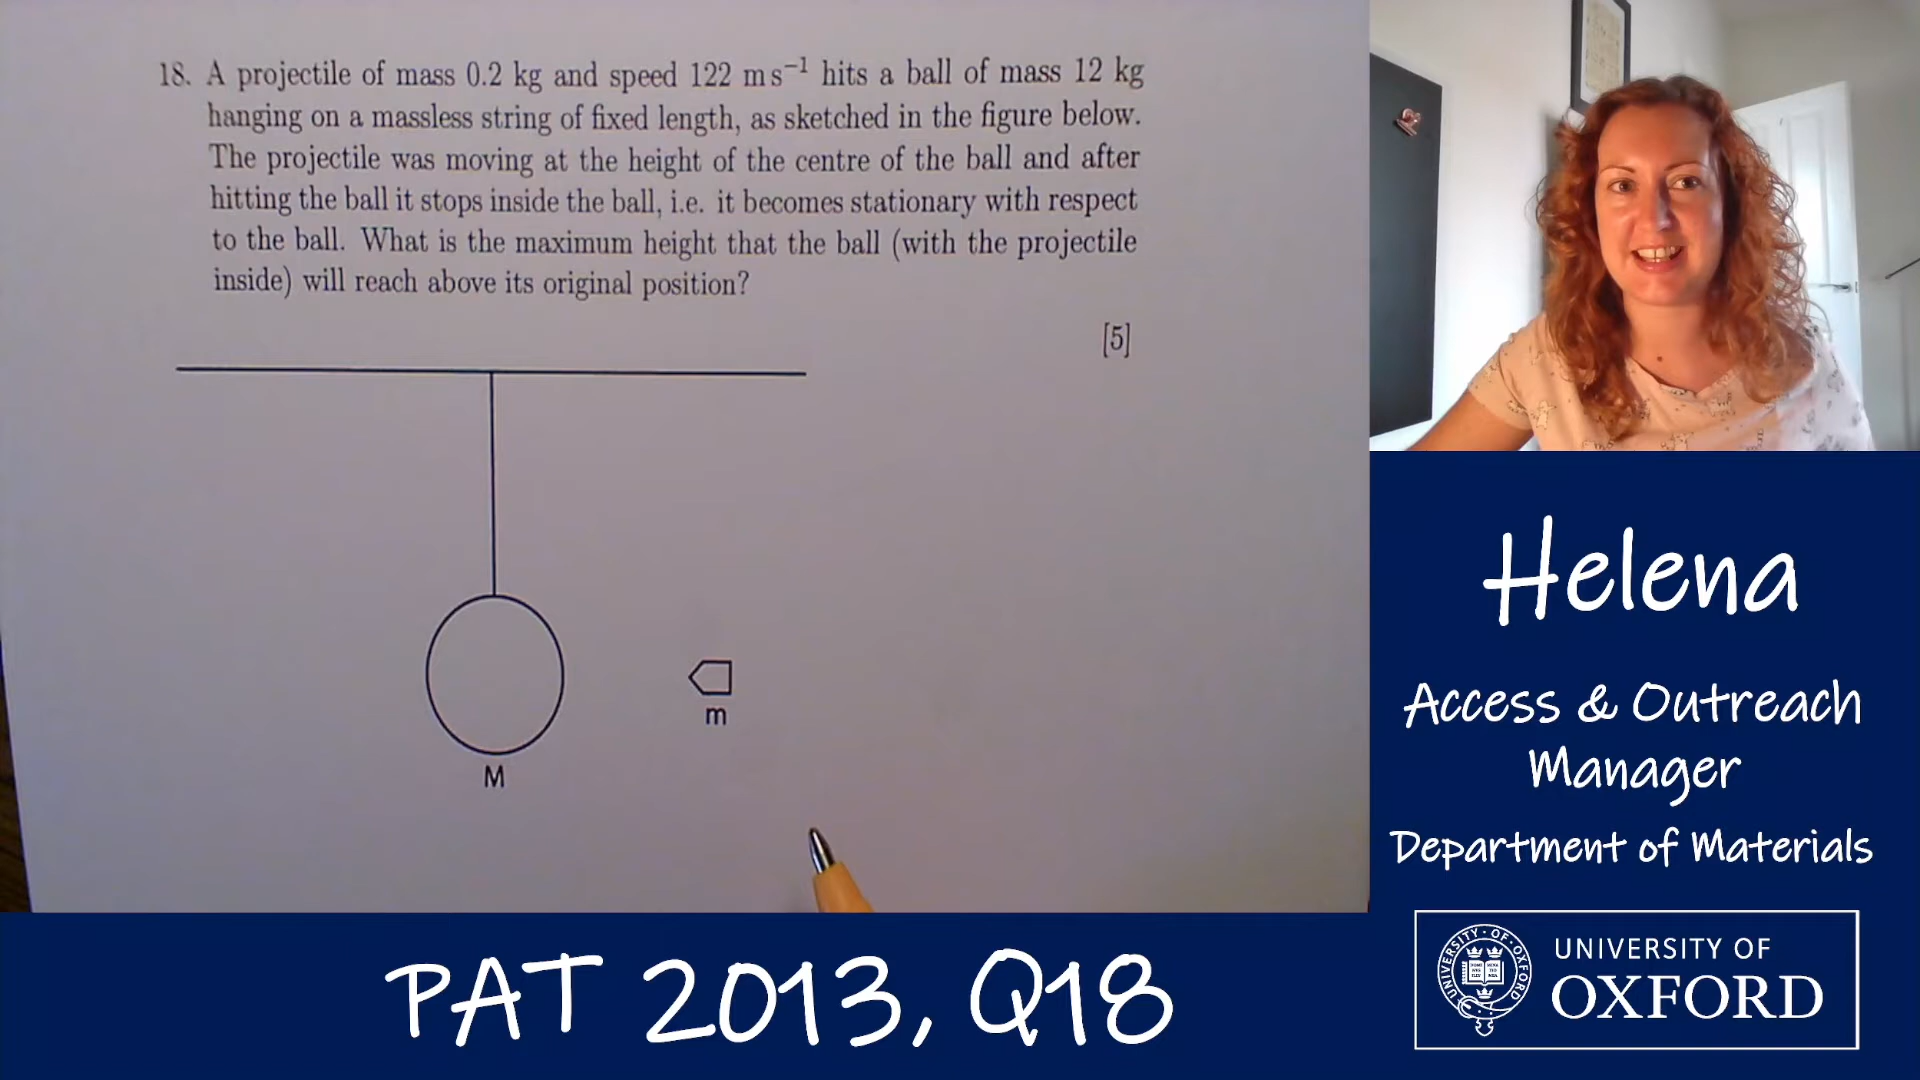 18. A projectile of mass 0.2 kg and speed 122 m s⁻¹ hits a ball of mass 12 kg
hanging on a massless string of fixed length, as sketched in the figure below.
The projectile was moving at the height of the centre of the ball and after
hitting the ball it stops inside the ball, i.e. it becomes stationary with respect
to the ball. What is the maximum height that the ball (with the projectile
inside) will reach above its original position?
[5]
m
M
Helena
Access & Outreach
Manager
Department of Materials
UNIVERSITY OF
OXFORD
PAT 2013, Q18